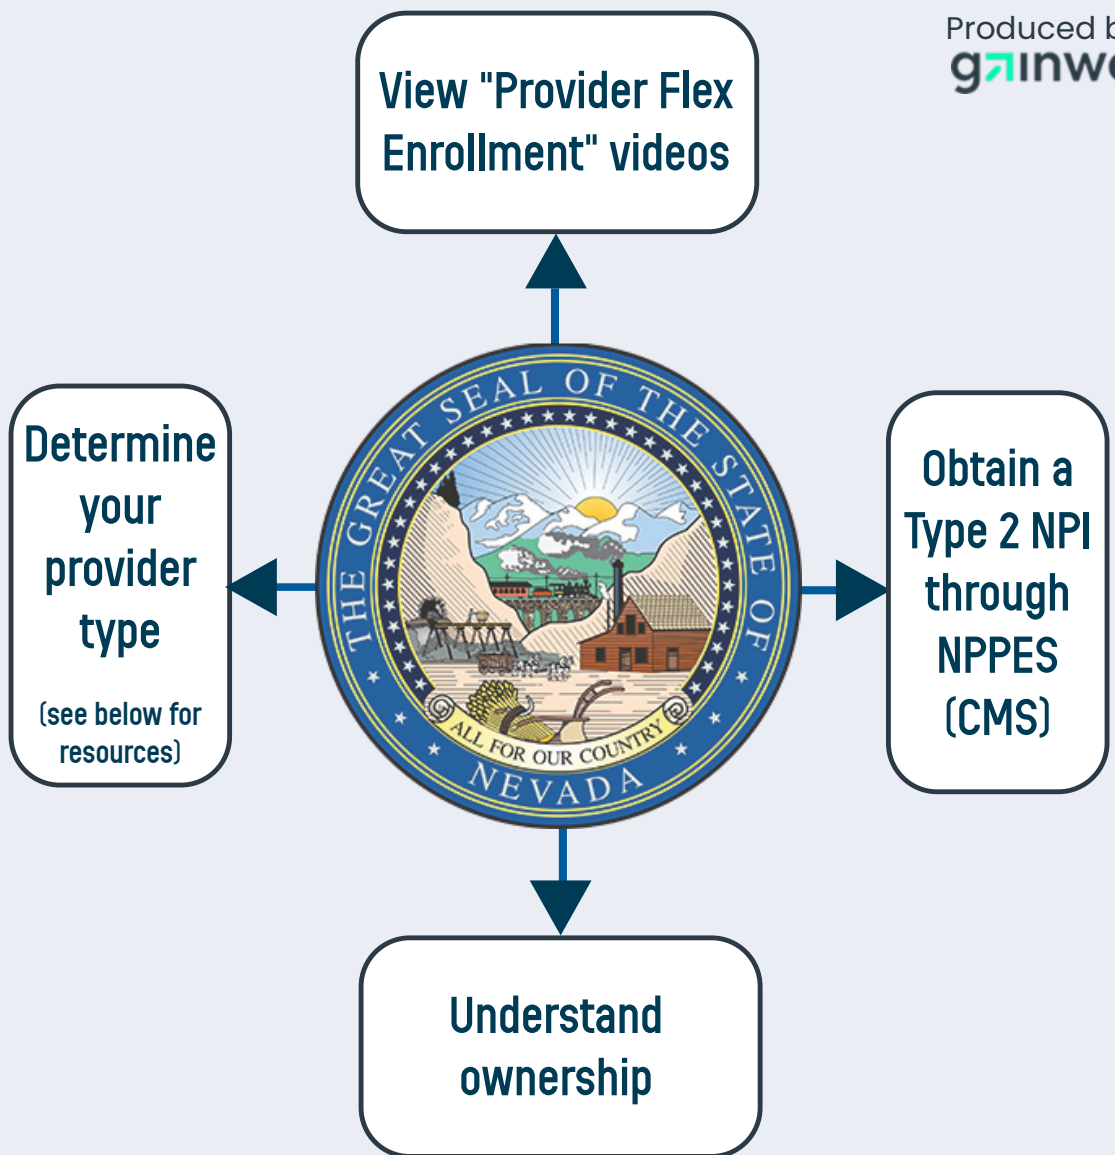 Produced b
gainwe
View "Provider Flex
Enrollment" videos
Determine
your
provider
type
(see below for
resources)
THE GREAT SEAL OF THE STATE OF
NEVADA
ALL FOR OUR COUNTRY
Obtain a
Type 2 NPI
through
NPPES
(CMS)
Understand
ownership